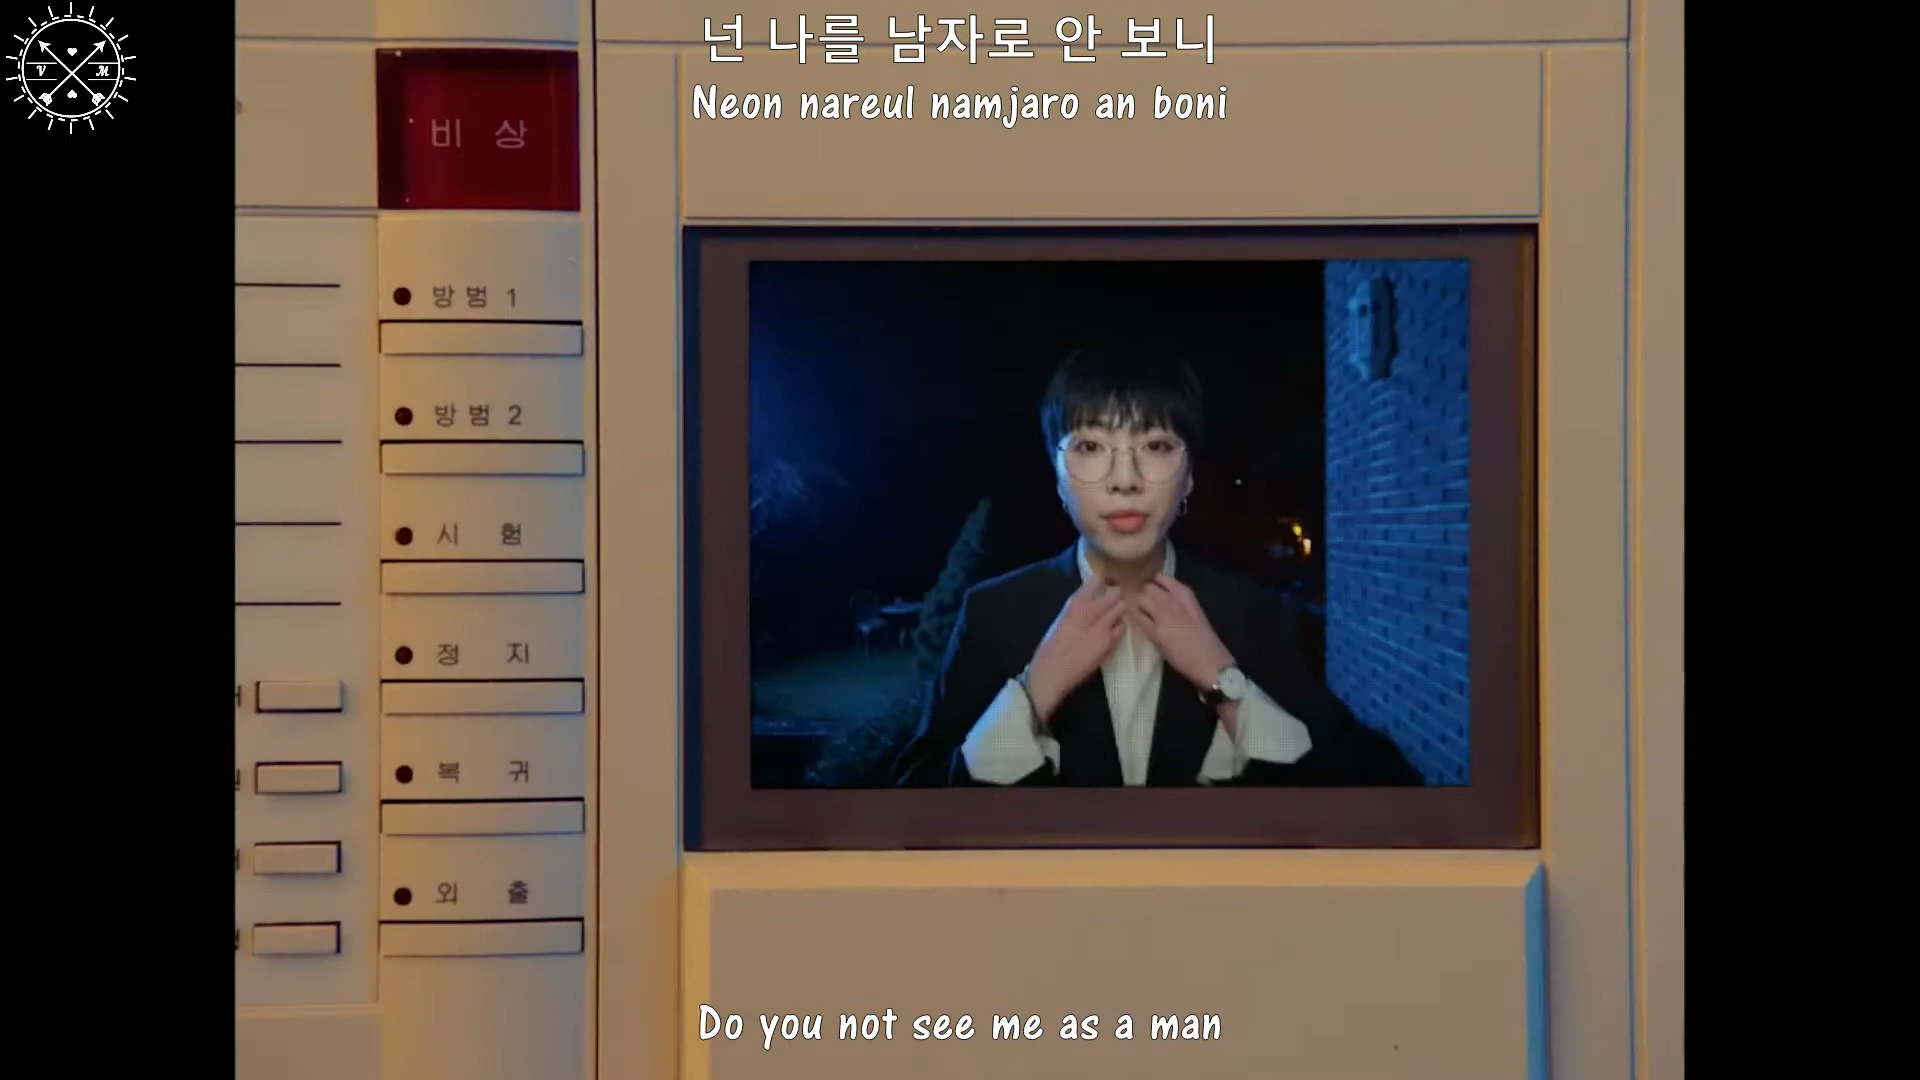 넌 나를 남자로 안 보니
Neon nareul namjaro an boni
V M
비 상
방 범 1
방 범 2
시 험
정 지
복 귀
외 출
Do you not see me as a man